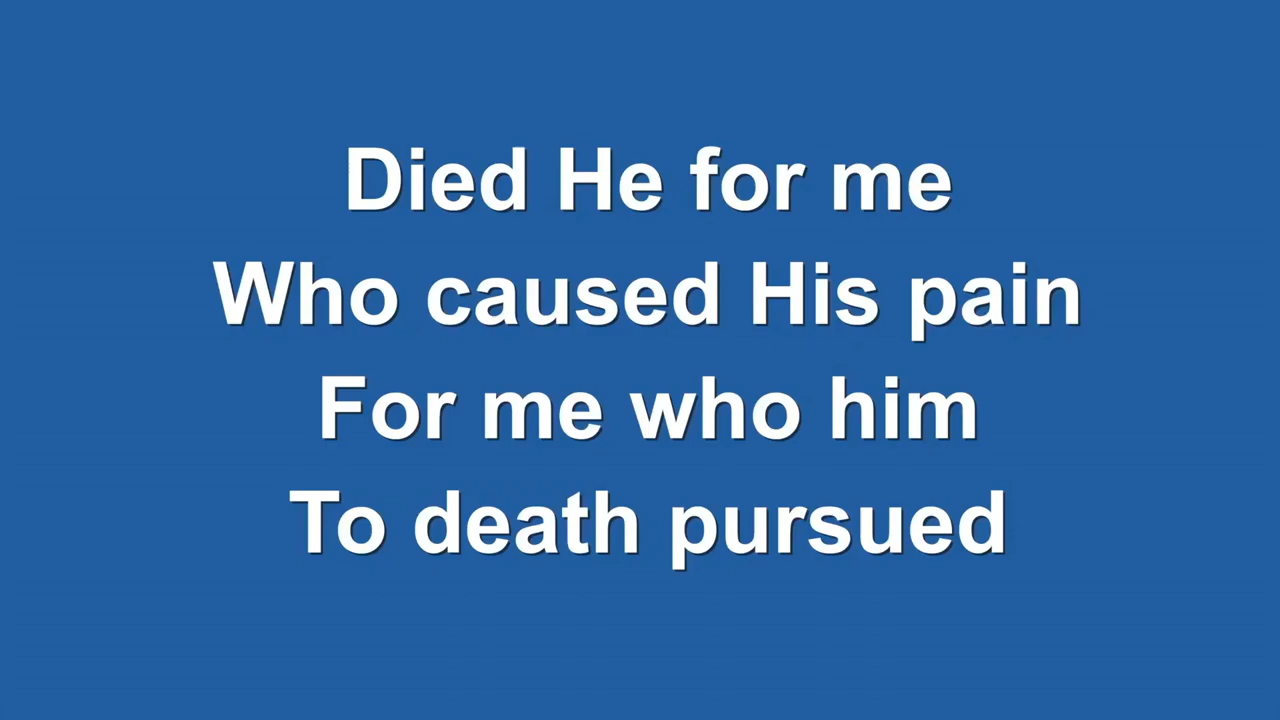 Died He for me
Who caused His pain
For me who him
To death pursued